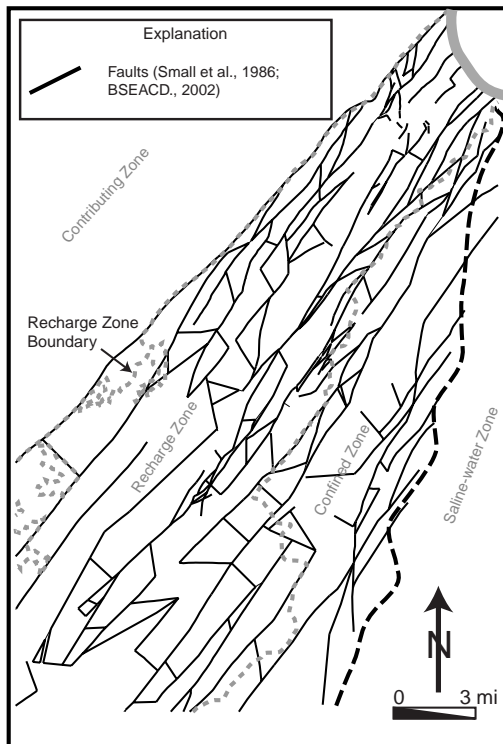 Explanation
Faults (Small et al., 1986;
BSEACD., 2002)
Contributing Zone
Recharge Zone
Boundary
Recharge Zone
Confined Zone
Saline-water Zone
N
0 3 mi